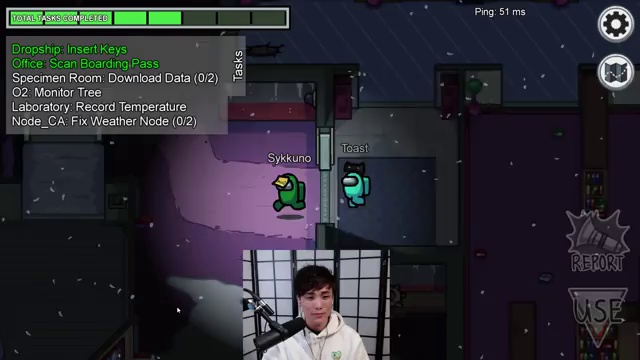 TOTAL TASKS COMPLETED
Ping: 51 ms
Dropship: Insert Keys
Office: Scan Boarding Pass
Specimen Room: Download Data (0/2)
O2: Monitor Tree
Laboratory: Record Temperature
Node_CA: Fix Weather Node (0/2)
Tasks
Sykkuno
Toast
REPORT
USE